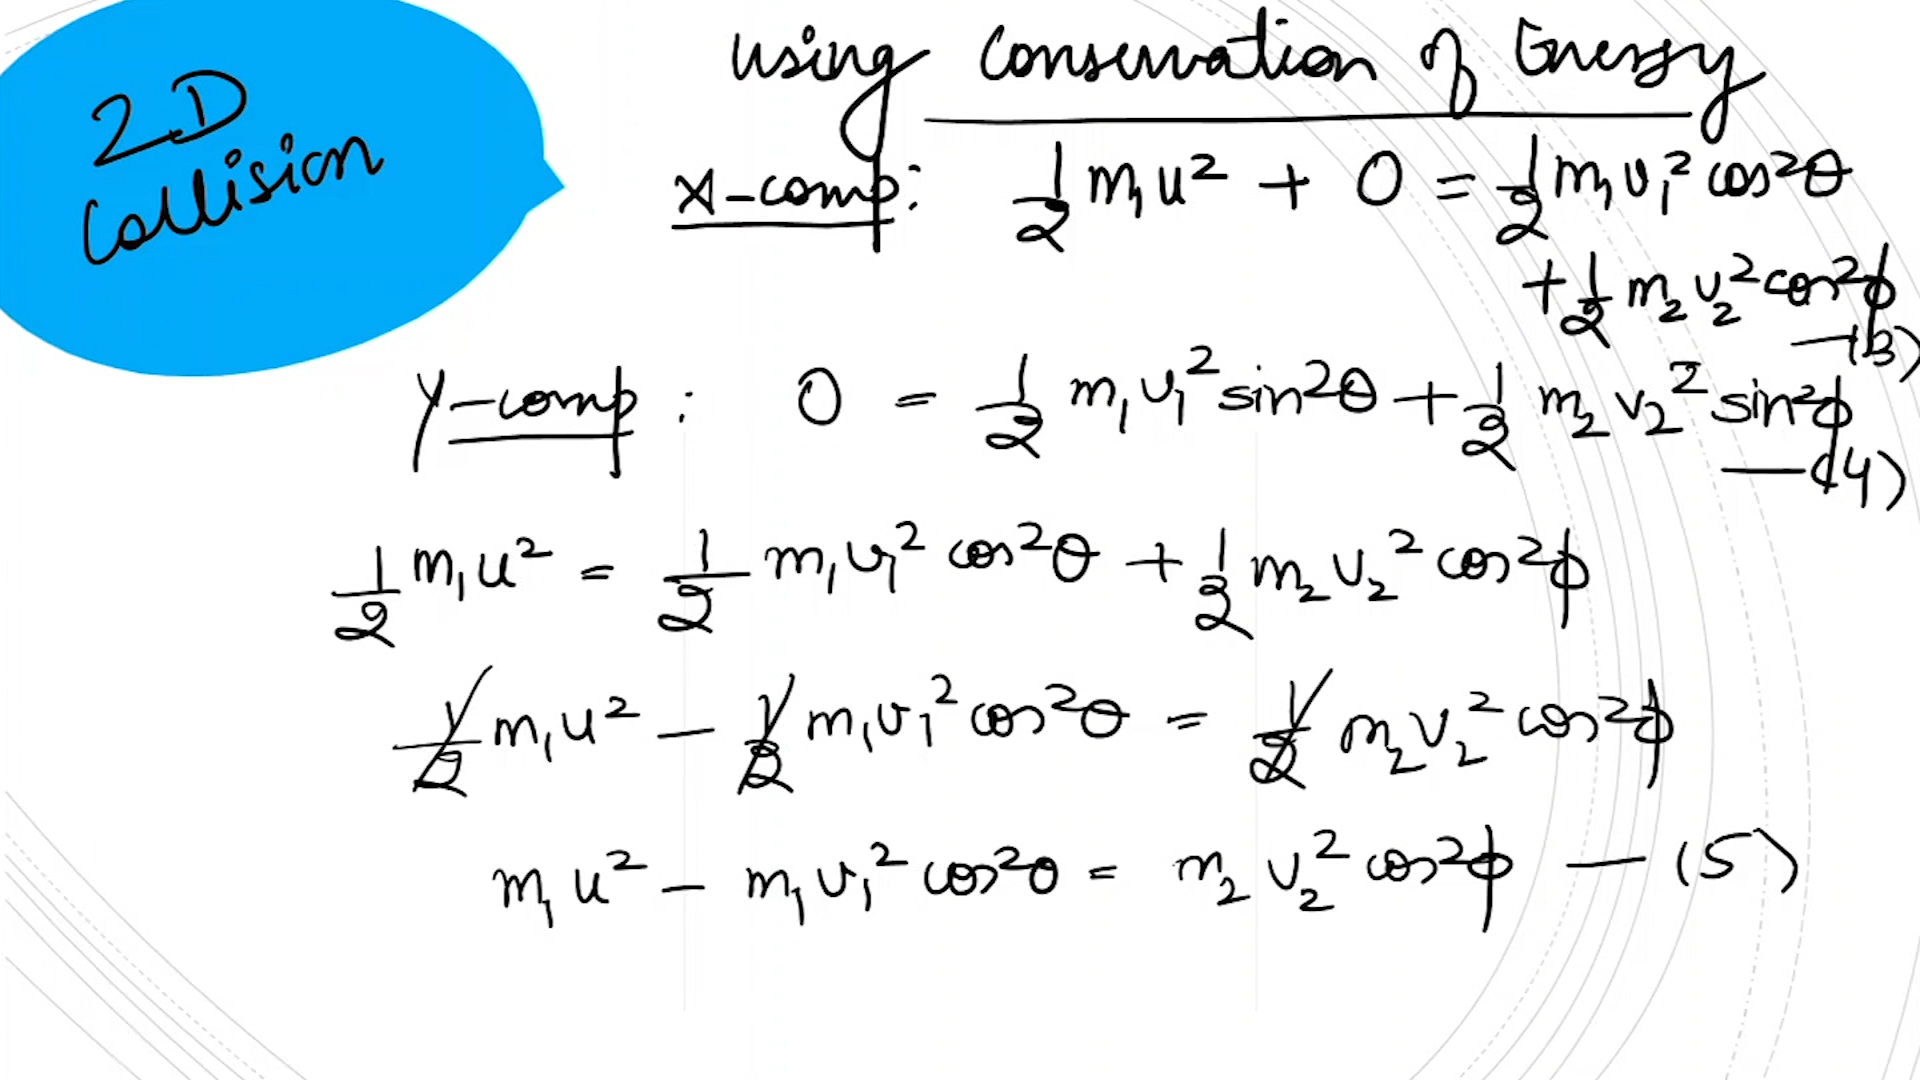 2-D
Collision
Using Conservation of Energy
X-comp: 1/2 m₁u² + 0 = 1/2 m₁v₁² cos²θ
+ 1/2 m₂v₂² cos²ϕ
—(3)
Y-comp : 0 = 1/2 m₁v₁² sin²θ + 1/2 m₂v₂² sin²ϕ
—(4)
1/2 m₁u² = 1/2 m₁v₁² cos²θ + 1/2 m₂v₂² cos²ϕ
1/2 m₁u² – 1/2 m₁v₁² cos²θ = 1/2 m₂v₂² cos²ϕ
m₁u² – m₁v₁² cos²θ = m₂v₂² cos²ϕ —(5)